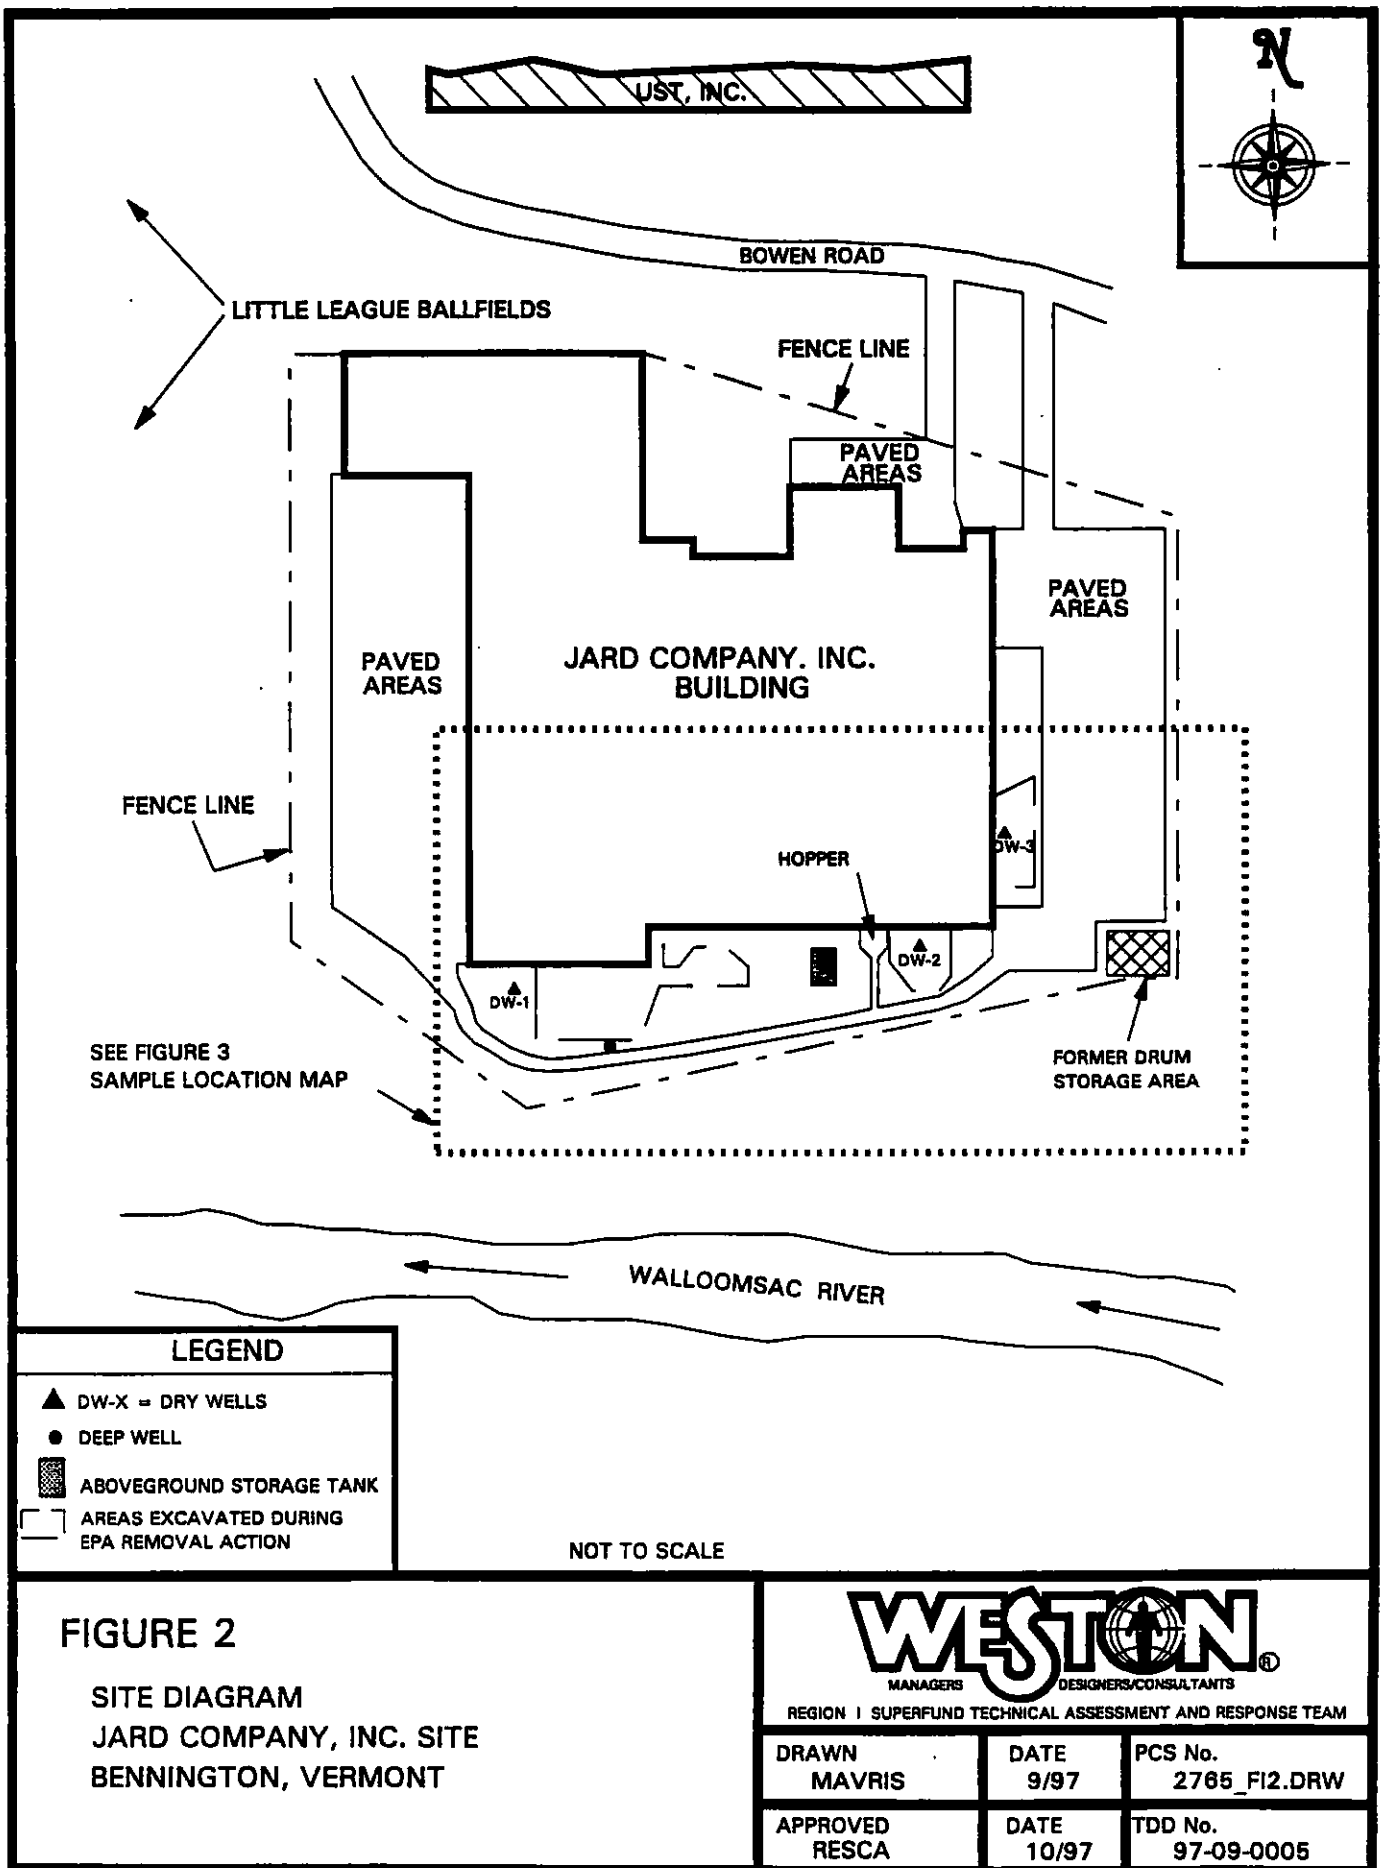 N
UST, INC.
BOWEN ROAD
LITTLE LEAGUE BALLFIELDS
FENCE LINE
PAVED
AREAS
PAVED
AREAS
PAVED
AREAS
JARD COMPANY. INC.
BUILDING
FENCE LINE
HOPPER
DW-3
DW-2
DW-1
SEE FIGURE 3
SAMPLE LOCATION MAP
FORMER DRUM
STORAGE AREA
WALLOOMSAC RIVER
LEGEND
DW-X = DRY WELLS
DEEP WELL
ABOVEGROUND STORAGE TANK
AREAS EXCAVATED DURING
EPA REMOVAL ACTION
NOT TO SCALE
FIGURE 2
SITE DIAGRAM
JARD COMPANY, INC. SITE
BENNINGTON, VERMONT
WESTON®
MANAGERS DESIGNERS/CONSULTANTS
REGION I SUPERFUND TECHNICAL ASSESSMENT AND RESPONSE TEAM
DRAWN
MAVRIS
DATE
9/97
PCS No.
2765_FI2.DRW
APPROVED
RESCA
DATE
10/97
TDD No.
97-09-0005